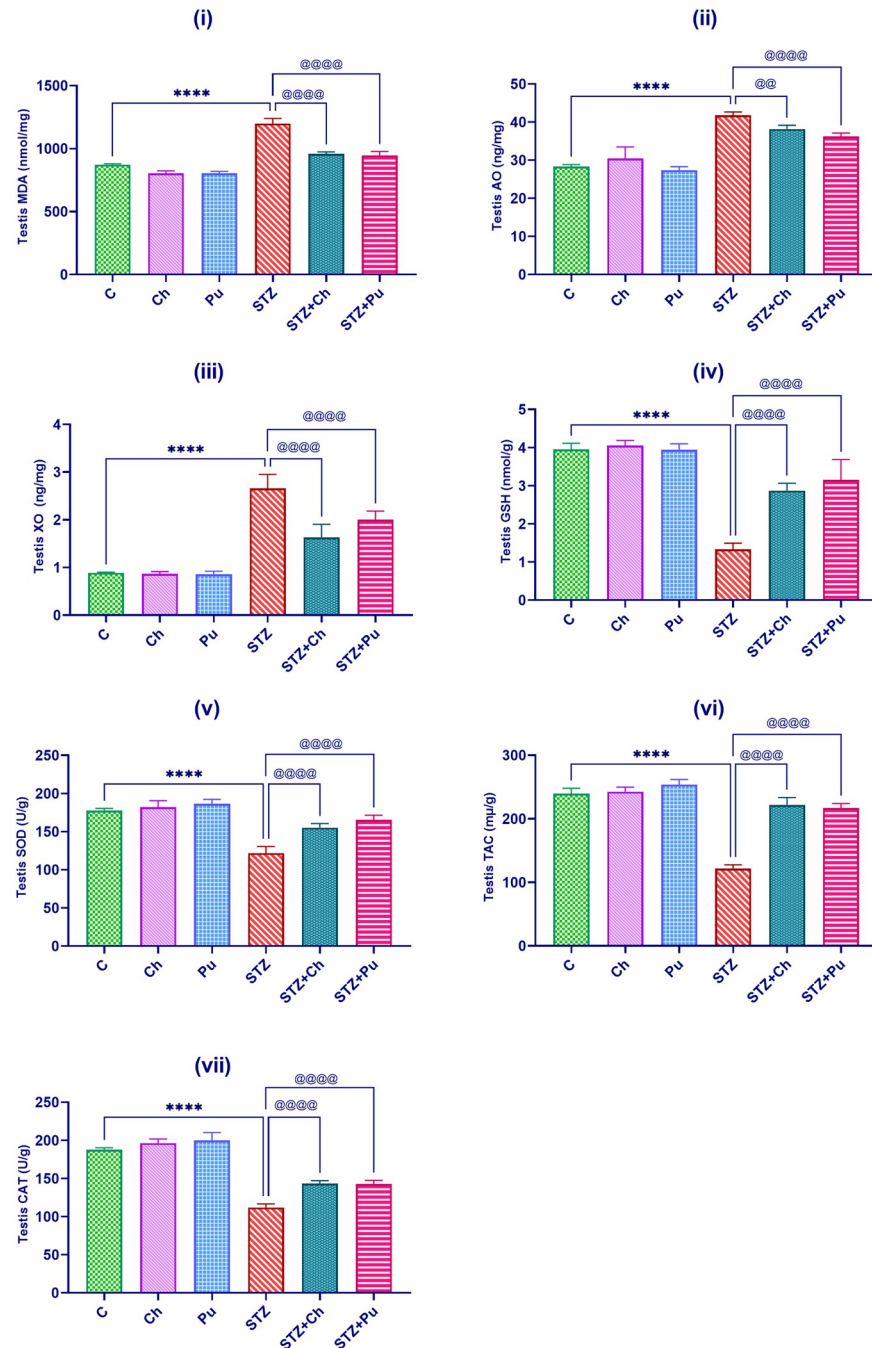 (i)
Testis MDA (nmol/mg)
1500
1000
500
0
****
@@@@
@@@@
C
Ch
Pu
STZ
STZ+Ch
STZ+Pu
(ii)
Testis AO (ng/mg)
50
40
30
20
10
0
****
@@@@
@@
C
Ch
Pu
STZ
STZ+Ch
STZ+Pu
(iii)
Testis XO (ng/mg)
4
3
2
1
0
****
@@@@
@@@@
C
Ch
Pu
STZ
STZ+Ch
STZ+Pu
(iv)
Testis GSH (nmol/g)
5
4
3
2
1
0
****
@@@@
@@@@
C
Ch
Pu
STZ
STZ+Ch
STZ+Pu
(v)
Testis SOD (U/g)
250
200
150
100
50
0
****
@@@@
@@@@
C
Ch
Pu
STZ
STZ+Ch
STZ+Pu
(vi)
Testis TAC (mµ/g)
300
200
100
0
****
@@@@
@@@@
C
Ch
Pu
STZ
STZ+Ch
STZ+Pu
(vii)
Testis CAT (U/g)
250
200
150
100
50
0
****
@@@@
@@@@
C
Ch
Pu
STZ
STZ+Ch
STZ+Pu